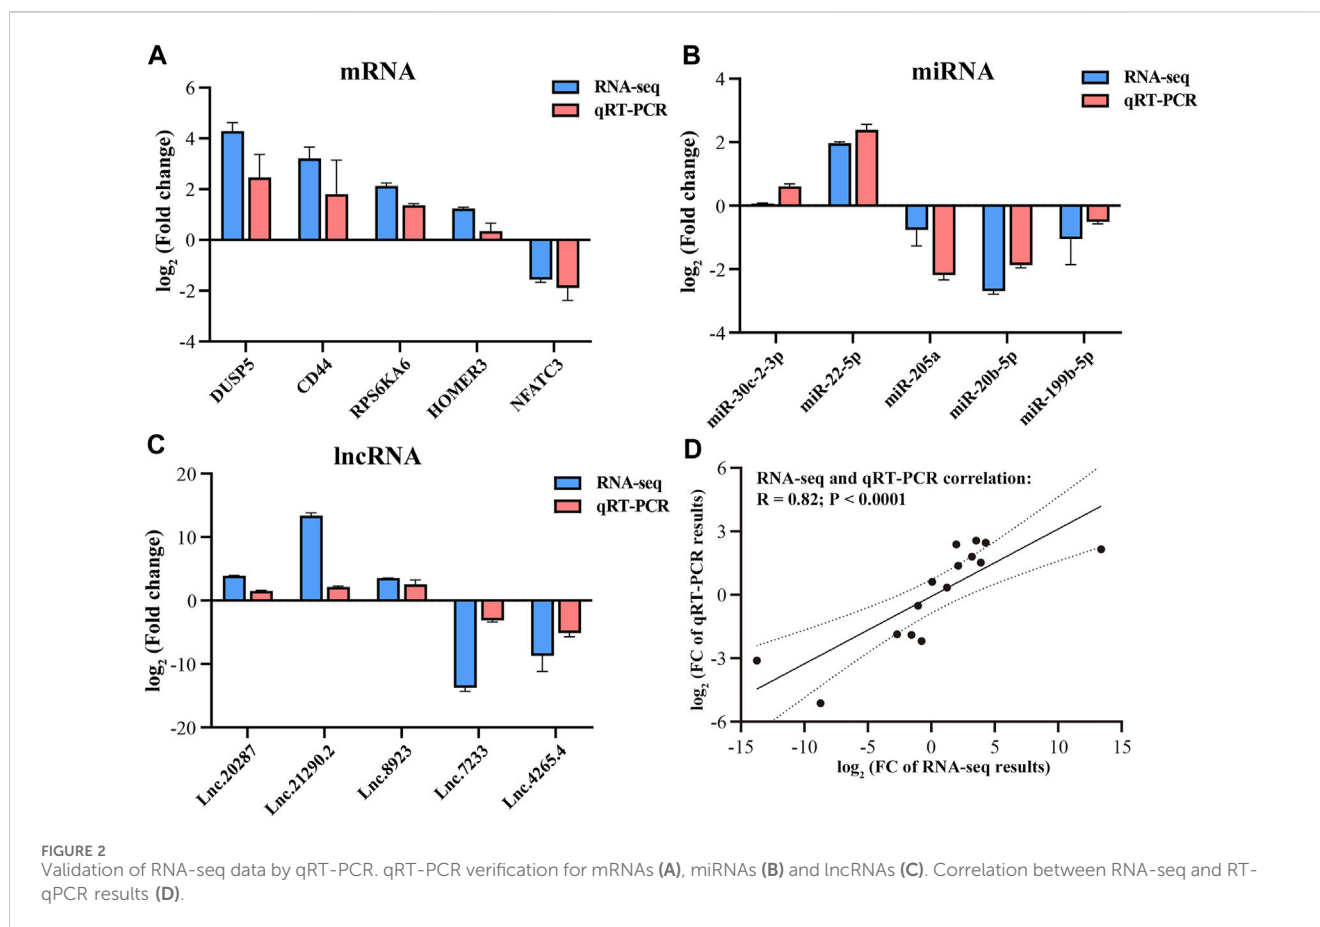 A
mRNA
RNA-seq
qRT-PCR
log2 (Fold change)
6
4
2
0
-2
-4
DUSP5
CD44
RPS6KA6
HOMER3
NFATC3
B
miRNA
RNA-seq
qRT-PCR
log2 (Fold change)
4
2
0
-2
-4
miR-30c-2-3p
miR-22-5p
miR-205a
miR-20b-5p
miR-199b-5p
C
lncRNA
RNA-seq
qRT-PCR
log2 (Fold change)
20
10
0
-10
-20
Lnc.20287
Lnc.21290.2
Lnc.8923
Lnc.7233
Lnc.4265.4
D
RNA-seq and qRT-PCR correlation:
R = 0.82; P < 0.0001
log2 (FC of qRT-PCR results)
6
3
0
-3
-6
-15
-10
-5
0
5
10
15
log2 (FC of RNA-seq results)
FIGURE 2
Validation of RNA-seq data by qRT-PCR. qRT-PCR verification for mRNAs (A), miRNAs (B) and lncRNAs (C). Correlation between RNA-seq and RT-
qPCR results (D).